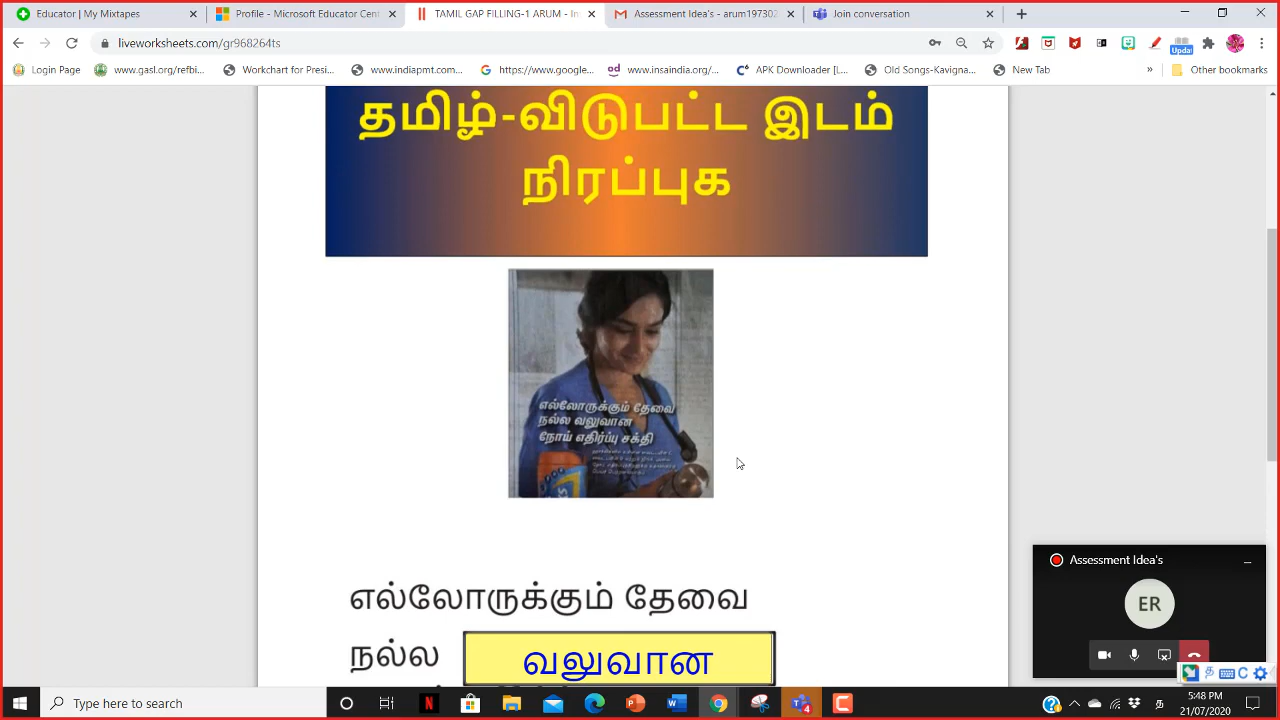 Educator | My Mixtapes
Profile - Microsoft Educator Cent
TAMIL GAP FILLING-1 ARUM - In
Assessment Idea's - arum197302
Join conversation
liveworksheets.com/gr968264ts
Update
Login Page
www.gasl.org/refbi...
Workchart for Presi...
www.indiapmt.com...
https://www.google...
www.insaindia.org/...
APK Downloader [L...
Old Songs-Kavigna...
New Tab
»
Other bookmarks
தமிழ்-விடுபட்ட இடம்
நிரப்புக
எல்லோருக்கும் தேவை
நல்ல வலுவான
நோய் எதிர்ப்பு சக்தி
எல்லோருக்கும் தேவை
நல்ல வலுவான
Assessment Idea's
ER
Type here to search
5:48 PM
21/07/2020